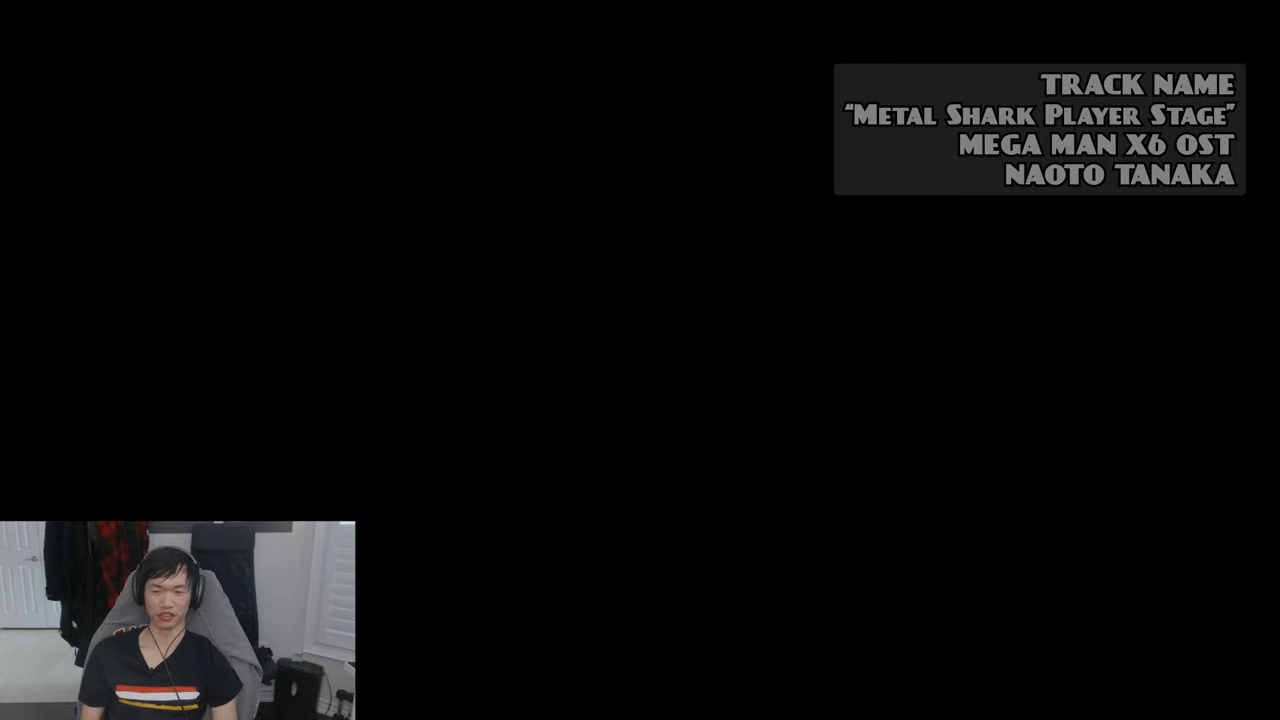 TRACK NAME
“Metal Shark Player Stage”
MEGA MAN X6 OST
NAOTO TANAKA